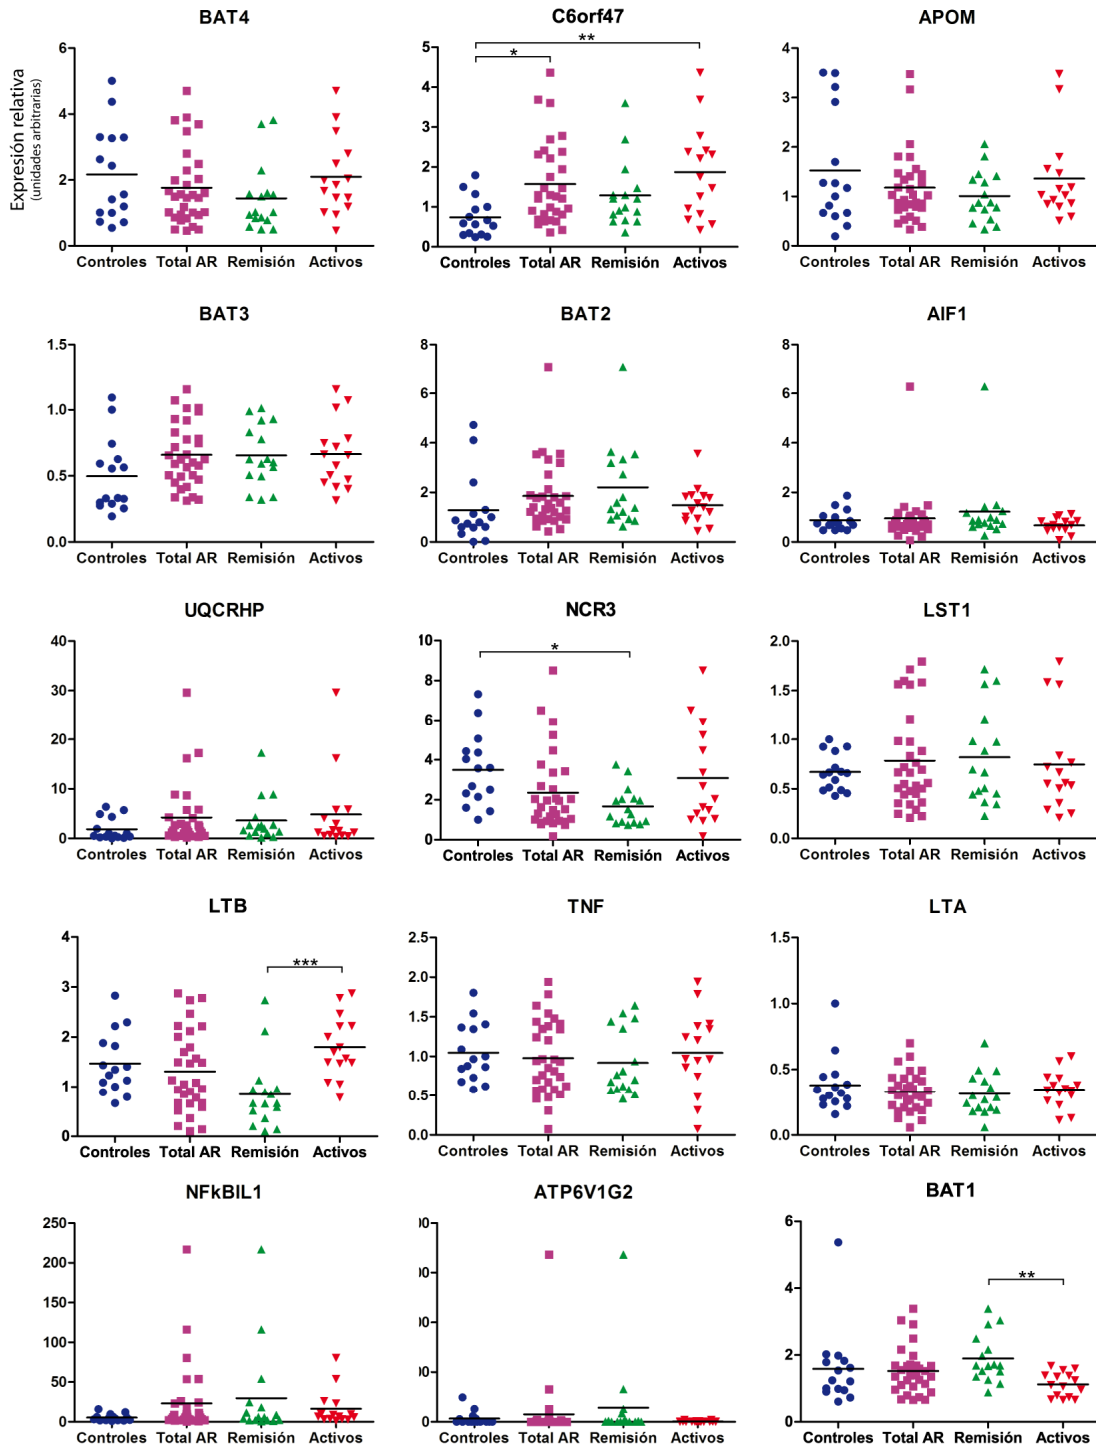 BAT4
C6orf47
APOM
Expresión relativa
(unidades arbitrarias)
6
4
2
0
Controles Total AR Remisión Activos
5
4
3
2
1
0
*
**
Controles Total AR Remisión Activos
4
3
2
1
0
Controles Total AR Remisión Activos
BAT3
BAT2
AIF1
1.5
1.0
0.5
0.0
Controles Total AR Remisión Activos
8
6
4
2
0
Controles Total AR Remisión Activos
8
6
4
2
0
Controles Total AR Remisión Activos
UQCRHP
NCR3
LST1
40
30
20
10
0
Controles Total AR Remisión Activos
10
8
6
4
2
0
*
Controles Total AR Remisión Activos
2.0
1.5
1.0
0.5
0.0
Controles Total AR Remisión Activos
LTB
TNF
LTA
4
3
2
1
0
***
Controles Total AR Remisión Activos
2.5
2.0
1.5
1.0
0.5
0.0
Controles Total AR Remisión Activos
1.5
1.0
0.5
0.0
Controles Total AR Remisión Activos
NFkBIL1
ATP6V1G2
BAT1
250
200
150
100
50
0
Controles Total AR Remisión Activos
0
Controles Total AR Remisión Activos
6
4
2
0
**
Controles Total AR Remisión Activos